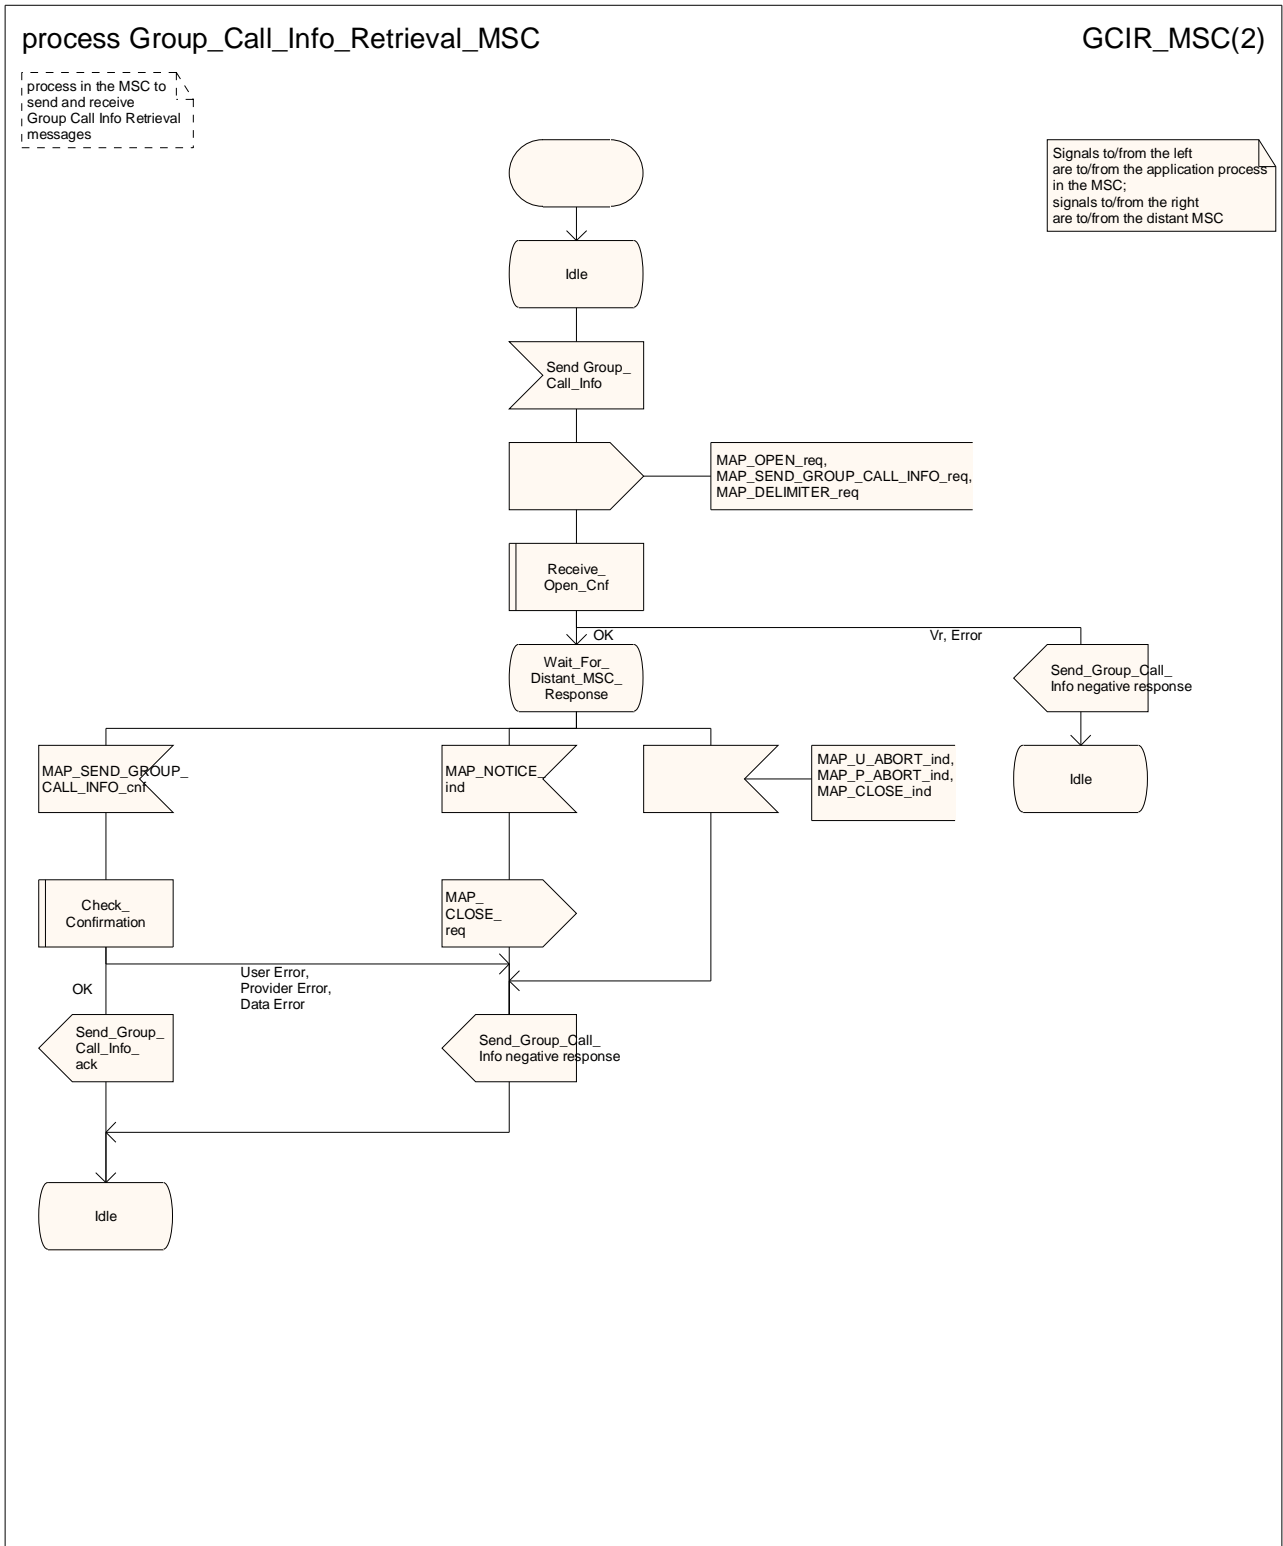 process Group_Call_Info_Retrieval_MSC
GCIR_MSC(2)
process in the MSC to
send and receive
Group Call Info Retrieval
messages
Signals to/from the left
are to/from the application process
in the MSC;
signals to/from the right
are to/from the distant MSC
Idle
Send Group_
Call_Info
MAP_OPEN_req,
MAP_SEND_GROUP_CALL_INFO_req,
MAP_DELIMITER_req
Receive_
Open_Cnf
OK
Vr, Error
Wait_For_
Distant_MSC_
Response
Send_Group_Call_
Info negative response
MAP_SEND_GROUP_
CALL_INFO_cnf
MAP_NOTICE_
ind
MAP_U_ABORT_ind,
MAP_P_ABORT_ind,
MAP_CLOSE_ind
Idle
Check_
Confirmation
MAP_
CLOSE_
req
User Error,
Provider Error,
Data Error
OK
Send_Group_
Call_Info_
ack
Send_Group_Call_
Info negative response
Idle